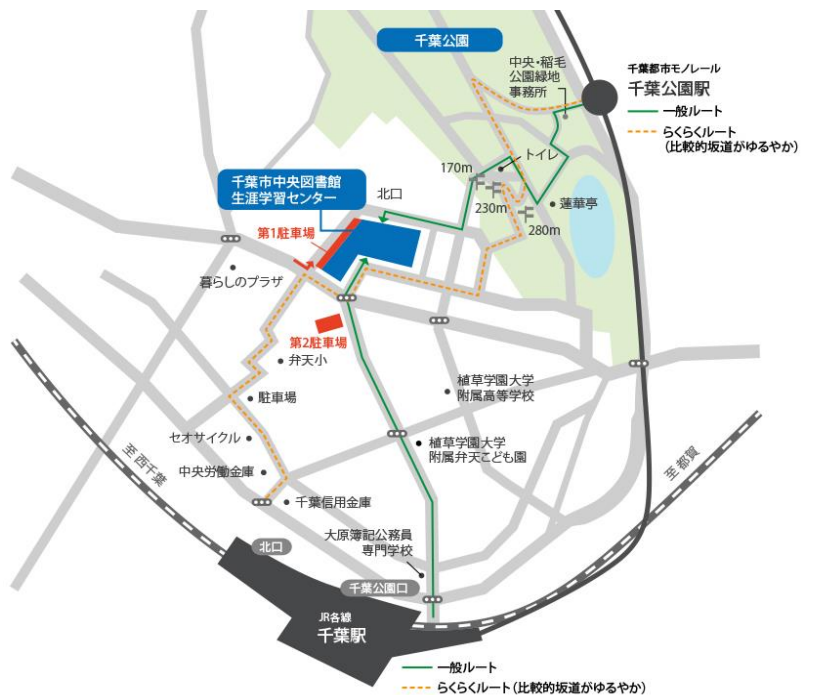 千葉公園
中央・稲毛
公園緑地
事務所
千葉都市モノレール
千葉公園駅
一般ルート
らくらくルート
(比較的坂道がゆるやか)
トイレ
170m
千葉市中央図書館
生涯学習センター
北口
230m
蓮華亭
280m
第1駐車場
暮らしのプラザ
第2駐車場
弁天小
植草学園大学
附属高等学校
駐車場
セオサイクル
植草学園大学
附属弁天こども園
至西千葉
中央労働金庫
至都賀
千葉信用金庫
大原簿記公務員
専門学校
北口
千葉公園口
JR各線
千葉駅
一般ルート
らくらくルート(比較的坂道がゆるやか)